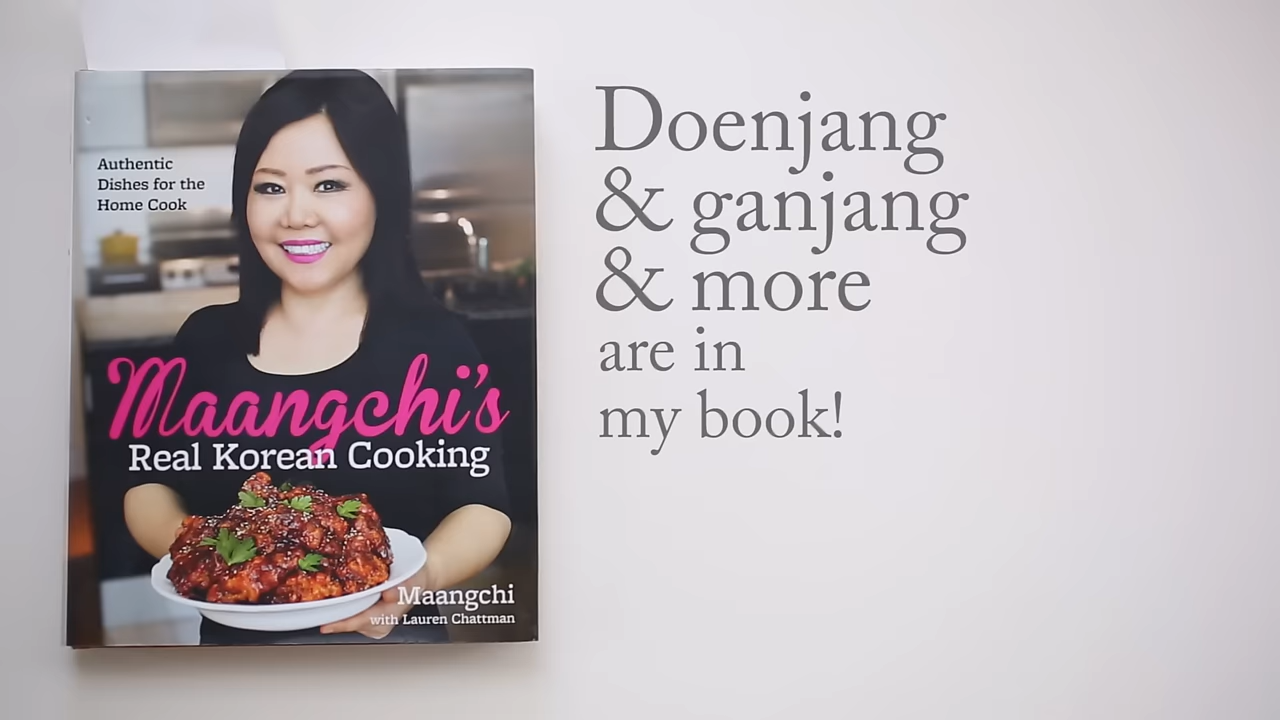 Authentic
Dishes for the
Home Cook
Maangchi's
Real Korean Cooking
Maangchi
with Lauren Chattman
Doenjang
& ganjang
& more
are in
my book!